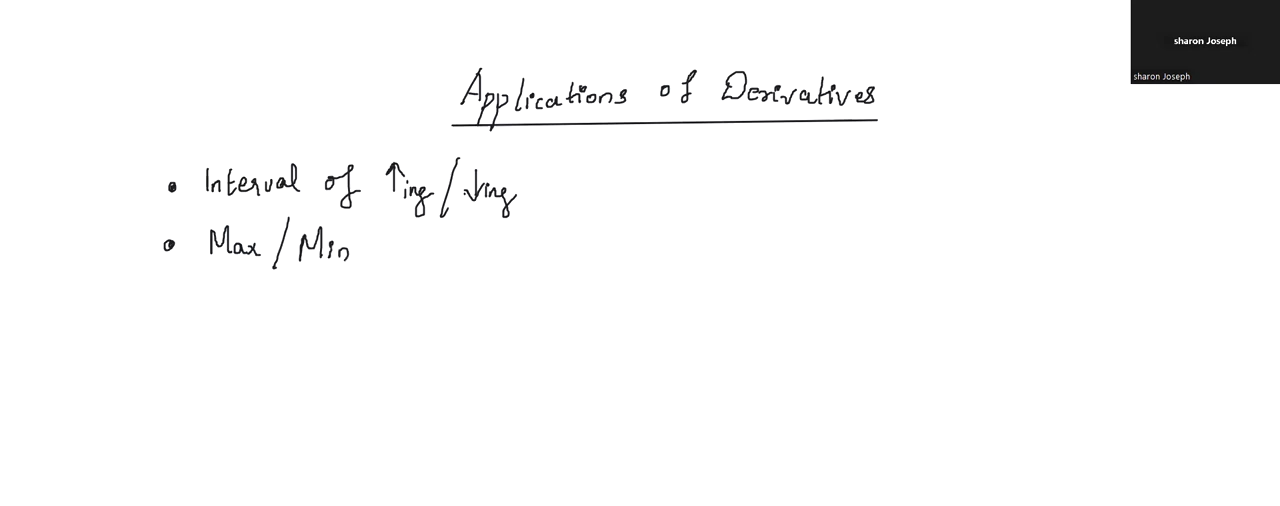 sharon Joseph
sharon Joseph
Applications of Derivatives
• Interval of ↑ing/↓ing
• Max/Min